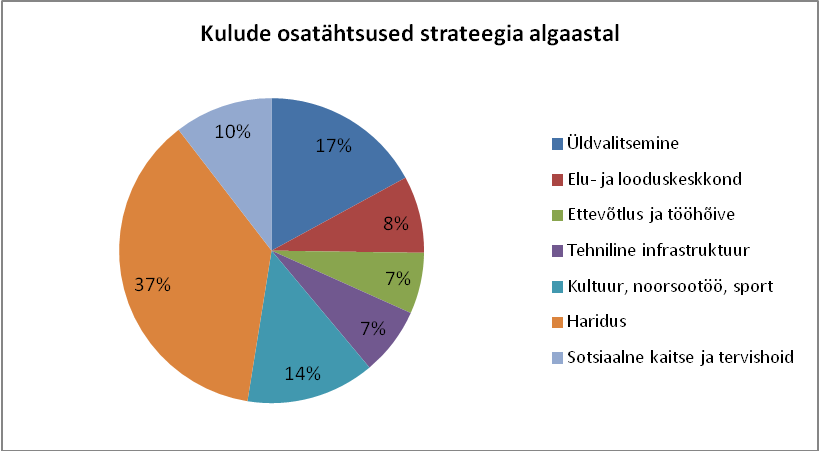 Kulude osatähtsused strateegia algaastal
17%
8%
7%
7%
14%
37%
10%
Üldvalitsemine
Elu- ja looduskeskkond
Ettevõtlus ja tööhõive
Tehniline infrastruktuur
Kultuur, noorsootöö, sport
Haridus
Sotsiaalne kaitse ja tervishoid